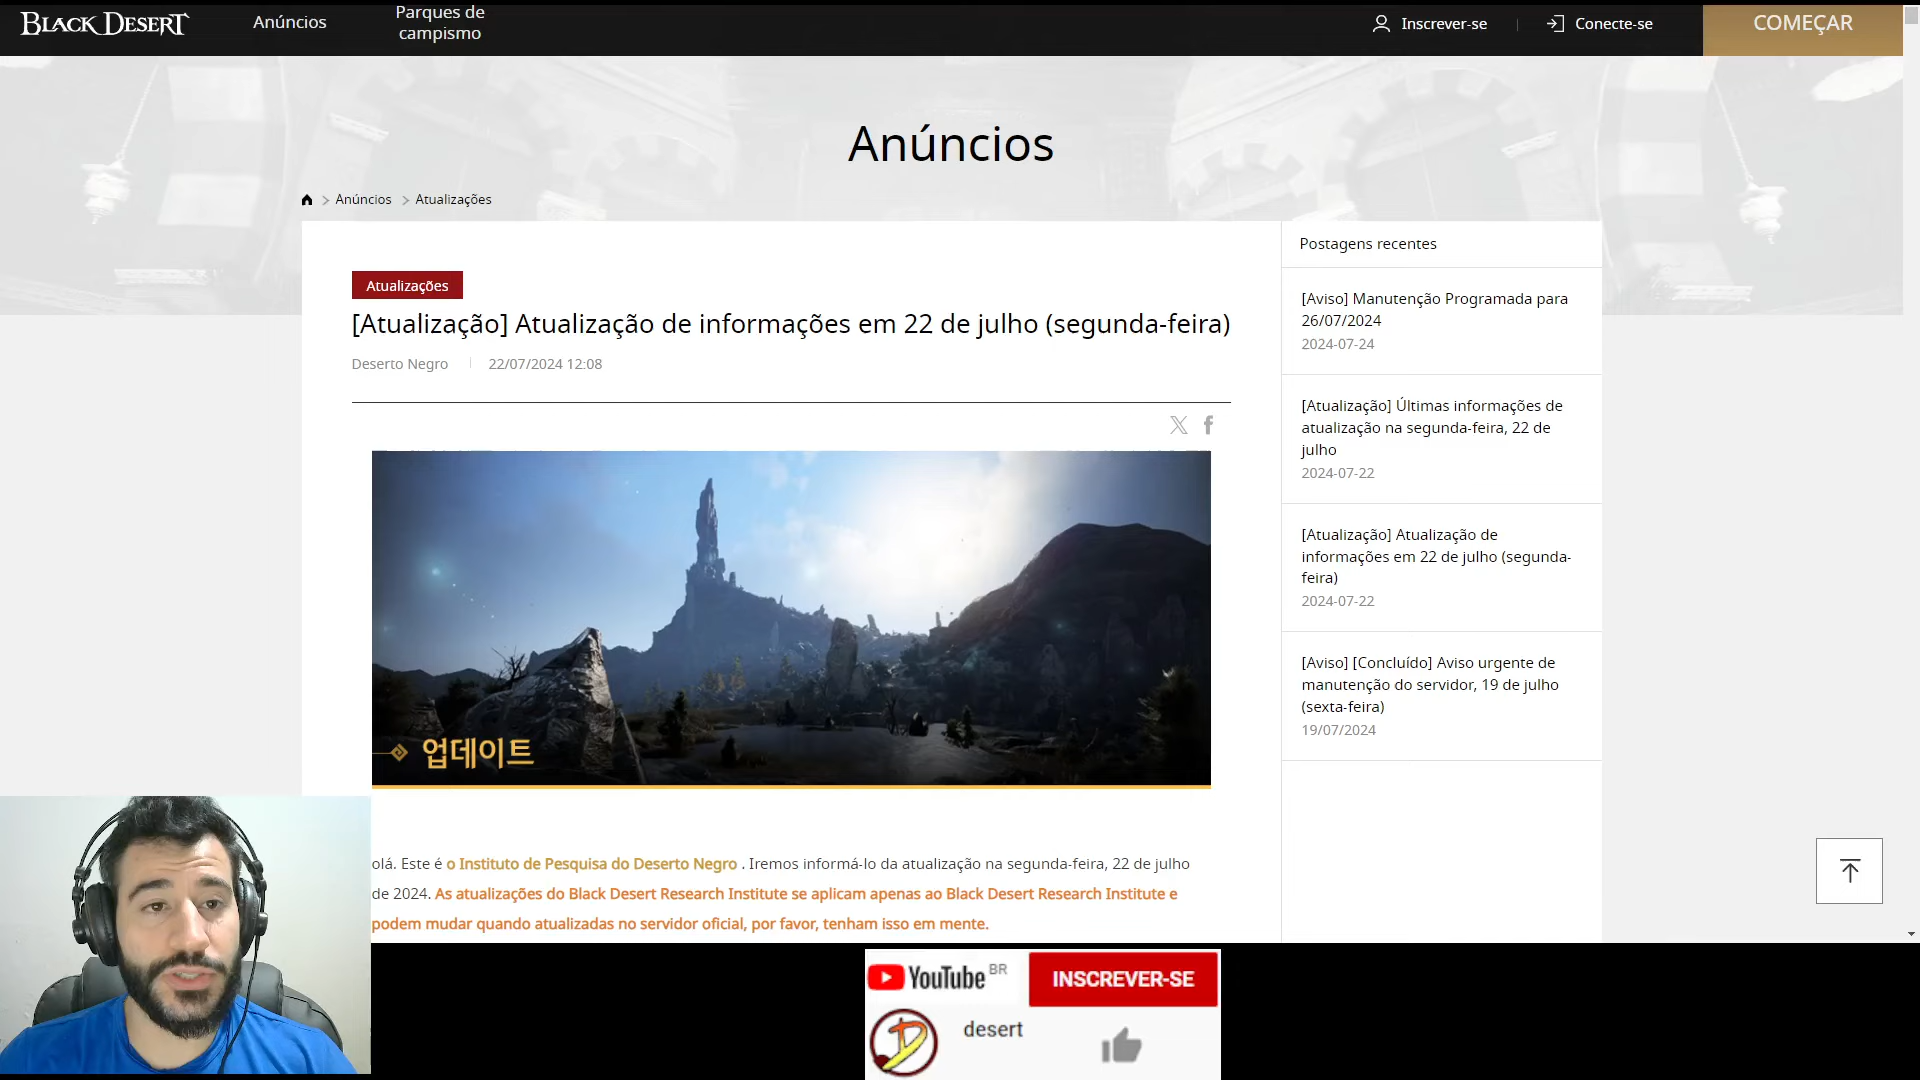 BLACK DESERT
Anúncios
Parques de
campismo
Inscrever-se
Conecte-se
COMEÇAR
Anúncios
Anúncios
Atualizações
Atualizações
[Atualização] Atualização de informações em 22 de julho (segunda-feira)
Deserto Negro
22/07/2024 12:08
업데이트
olá. Este é o Instituto de Pesquisa do Deserto Negro . Iremos informá-lo da atualização na segunda-feira, 22 de julho
de 2024. As atualizações do Black Desert Research Institute se aplicam apenas ao Black Desert Research Institute e
podem mudar quando atualizadas no servidor oficial, por favor, tenham isso em mente.
Postagens recentes
[Aviso] Manutenção Programada para
26/07/2024
2024-07-24
[Atualização] Últimas informações de
atualização na segunda-feira, 22 de
julho
2024-07-22
[Atualização] Atualização de
informações em 22 de julho (segunda-
feira)
2024-07-22
[Aviso] [Concluído] Aviso urgente de
manutenção do servidor, 19 de julho
(sexta-feira)
19/07/2024
YouTube BR
INSCREVER-SE
desert